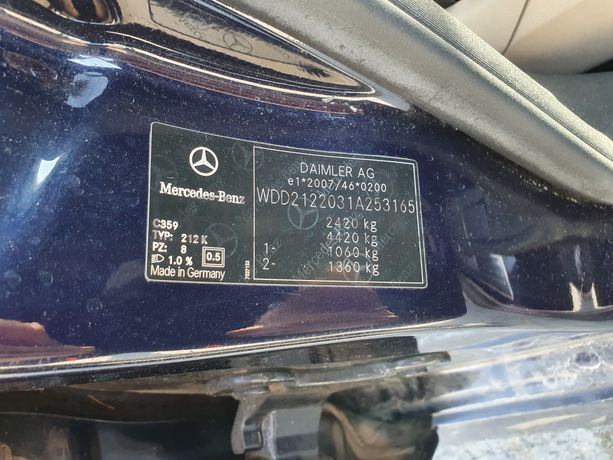 DAIMLER AG
e1*2007/46*0200
WDD2122031A253165
2420 kg
4420 kg
1- 1060 kg
2- 1360 kg
Mercedes-Benz
C359
TYP: 212 K
PZ: 8
1.0 % 0.5
Made in Germany